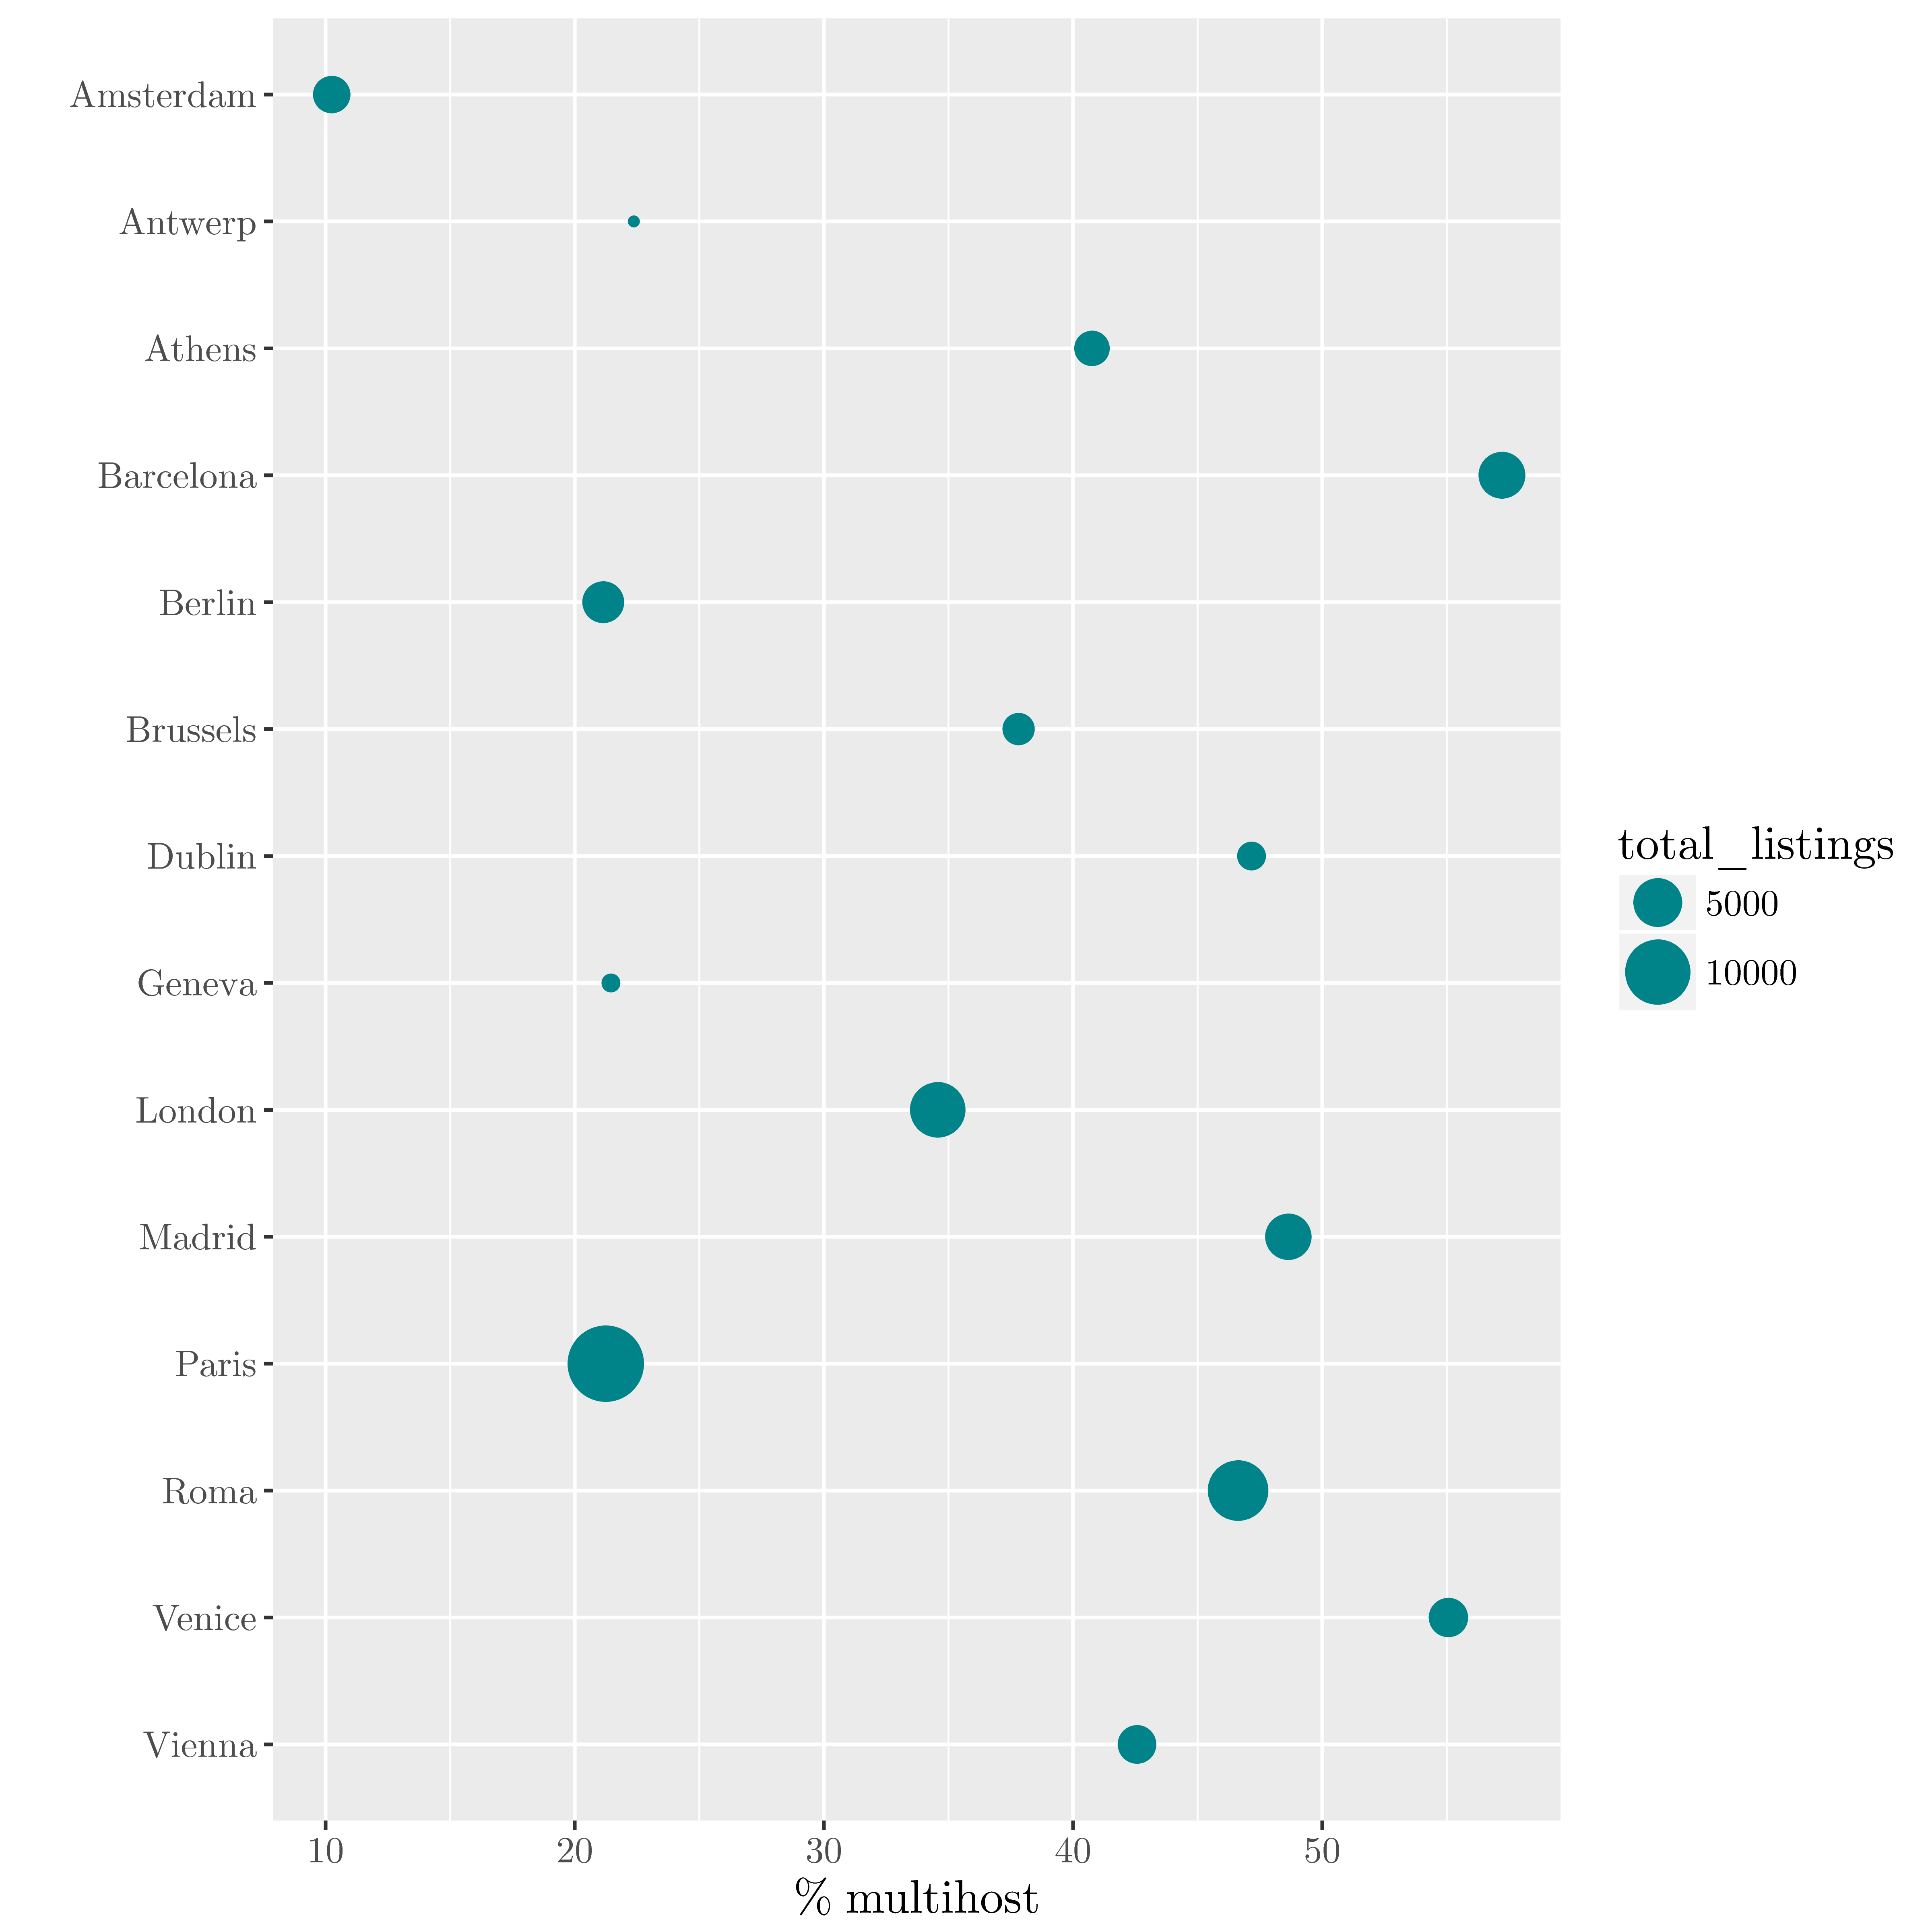 Amsterdam
Antwerp
Athens
Barcelona
Berlin
Brussels
Dublin
Geneva
London
Madrid
Paris
Roma
Venice
Vienna
10 20 30 40 50
% multihost
total_listings
5000
10000